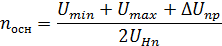 n_осн = (U_min + U_max + ΔU_пр) / (2U_Нп)